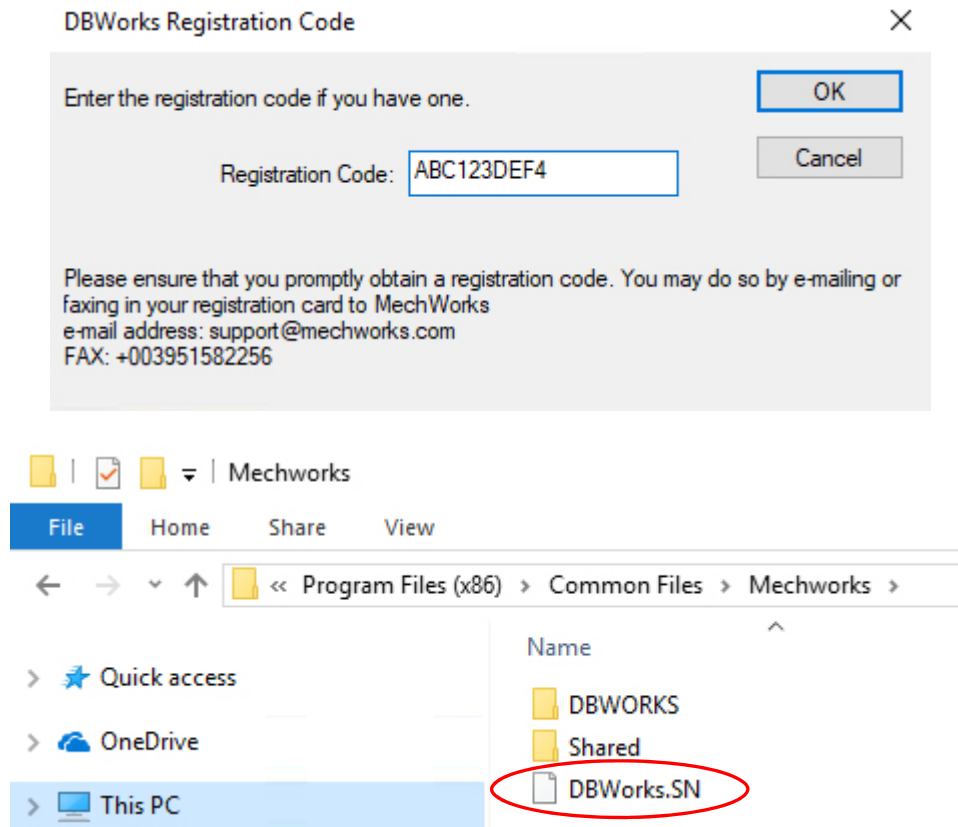 DBWorks Registration Code
Enter the registration code if you have one.
OK
Registration Code: ABC123DEF4
Cancel
Please ensure that you promptly obtain a registration code. You may do so by e-mailing or
faxing in your registration card to MechWorks
e-mail address: support@mechworks.com
FAX: +003951582256
Mechworks
File Home Share View
« Program Files (x86) > Common Files > Mechworks >
Name
Quick access
DBWORKS
OneDrive
Shared
DBWorks.SN
This PC